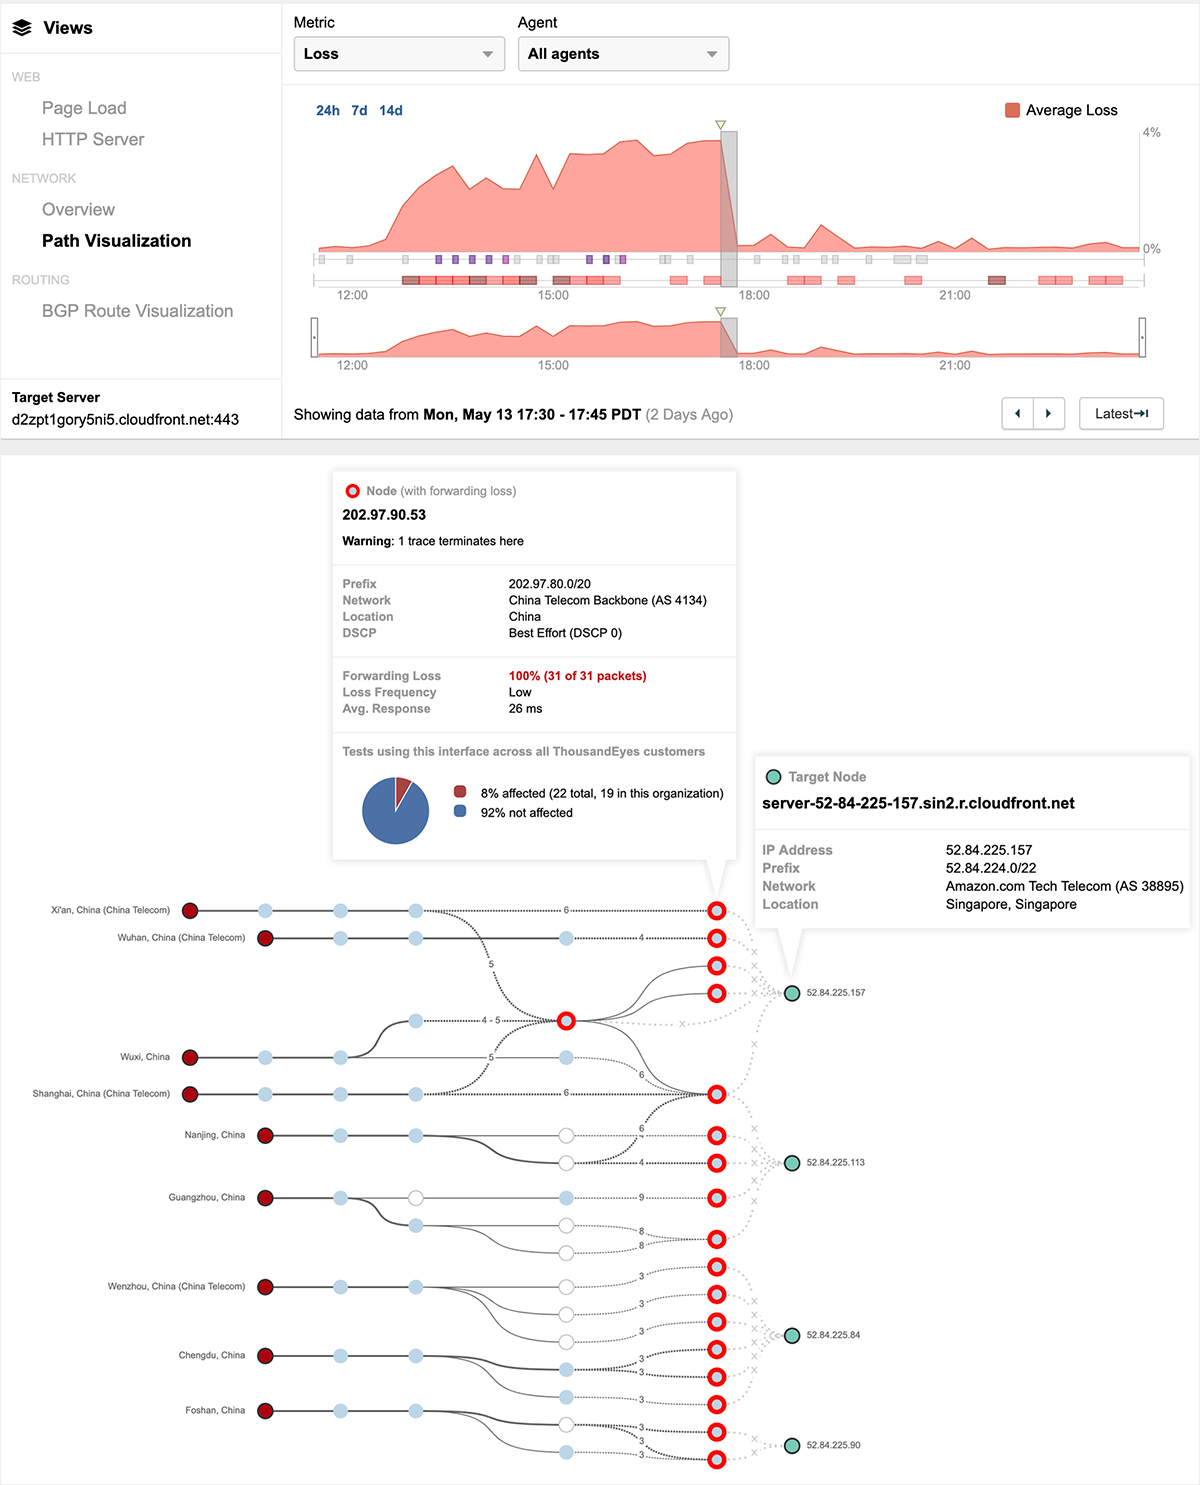 Views
WEB
Page Load
HTTP Server
NETWORK
Overview
Path Visualization
ROUTING
BGP Route Visualization
Target Server
d2zpt1gory5ni5.cloudfront.net:443
Metric
Agent
Loss
All agents
24h 7d 14d
Average Loss
4%
0%
12:00 15:00 18:00 21:00
12:00 15:00 18:00 21:00
Showing data from Mon, May 13 17:30 - 17:45 PDT (2 Days Ago)
Latest
Node (with forwarding loss)
202.97.90.53
Warning: 1 trace terminates here
Prefix 202.97.80.0/20
Network China Telecom Backbone (AS 4134)
Location China
DSCP Best Effort (DSCP 0)
Forwarding Loss 100% (31 of 31 packets)
Loss Frequency Low
Avg. Response 26 ms
Tests using this interface across all ThousandEyes customers
8% affected (22 total, 19 in this organization)
92% not affected
Target Node
server-52-84-225-157.sin2.r.cloudfront.net
IP Address 52.84.225.157
Prefix 52.84.224.0/22
Network Amazon.com Tech Telecom (AS 38895)
Location Singapore, Singapore
Xi'an, China (China Telecom) 6
Wuhan, China (China Telecom) 4
5
52.84.225.157
4 - 5
Wuxi, China 5
6
Shanghai, China (China Telecom) 6
6
Nanjing, China
4 52.84.225.113
Guangzhou, China 9
8
8
3
Wenzhou, China (China Telecom)
3
3
52.84.225.84
Chengdu, China 3
3
3
Foshan, China
3
3
52.84.225.90
3